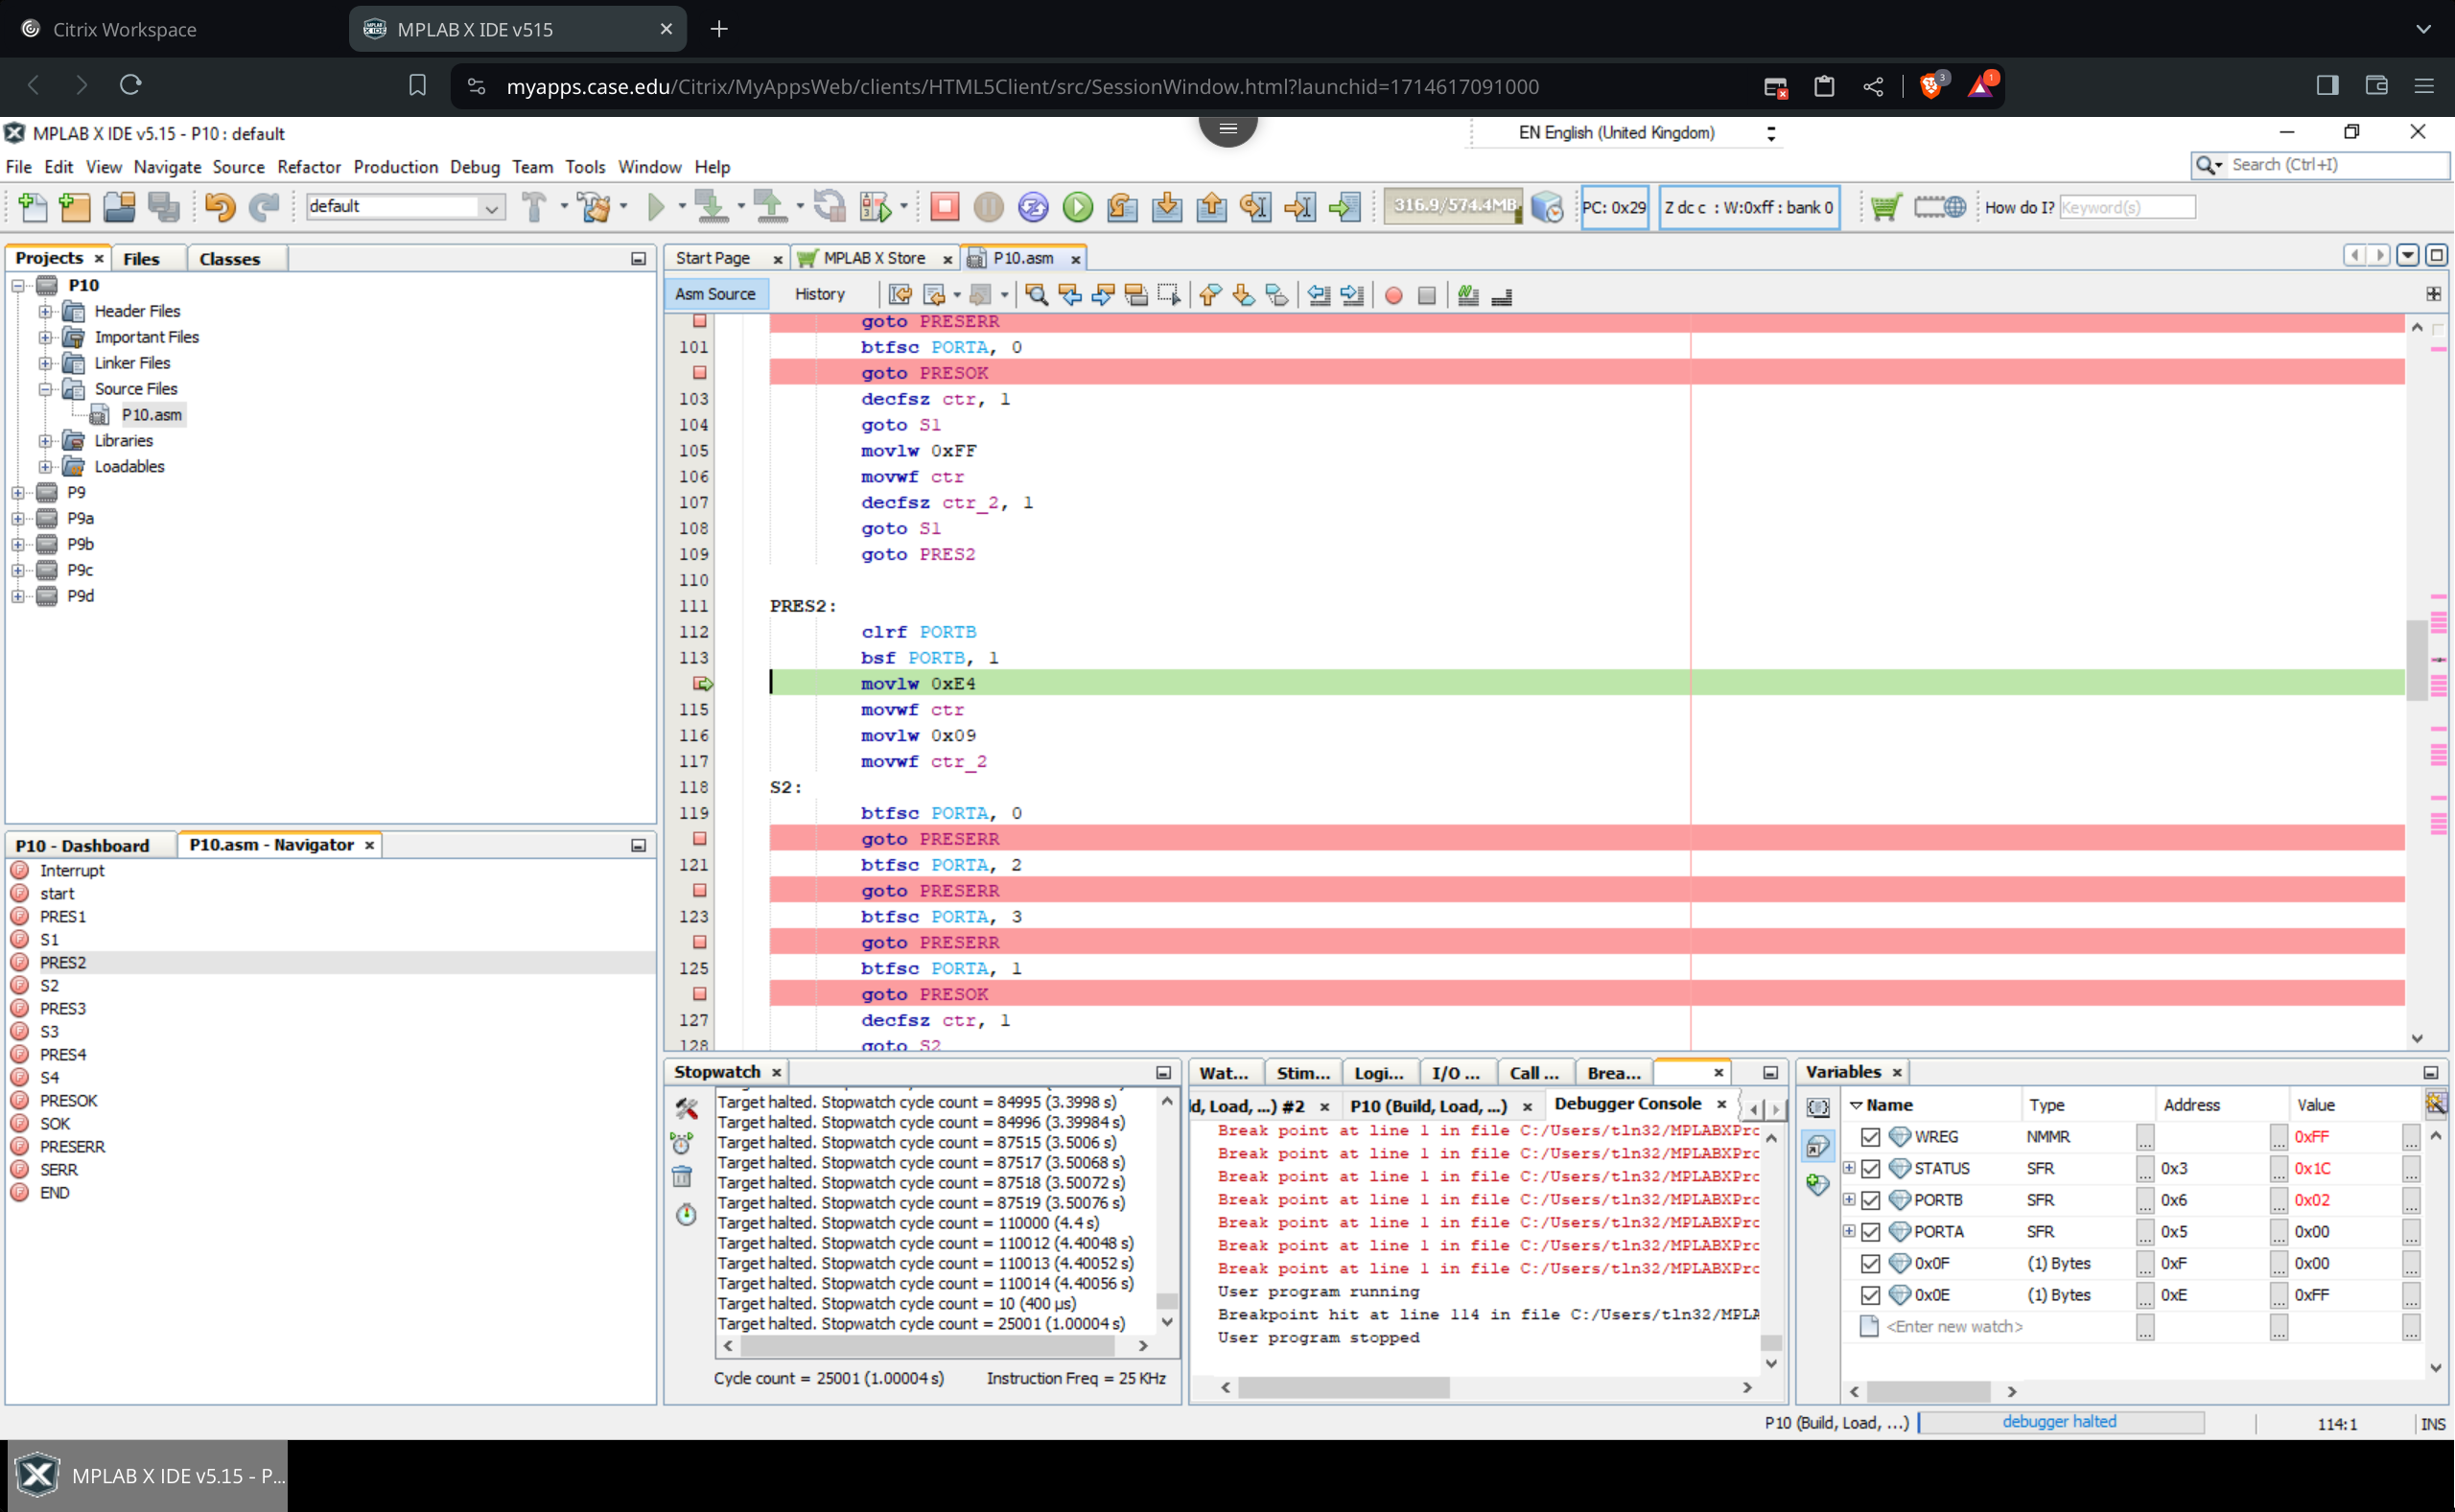 Citrix Workspace
MPLAB X IDE v515
myapps.case.edu/Citrix/MyAppsWeb/clients/HTML5Client/src/SessionWindow.html?launchid=1714617091000
3
1
MPLAB X IDE v5.15 - P10 : default
EN English (United Kingdom)
File Edit View Navigate Source Refactor Production Debug Team Tools Window Help
Search (Ctrl+I)
default
316.9/574.4MB
PC: 0x29
Z dc c : W:0xff : bank 0
How do I? Keyword(s)
Projects
Files
Classes
P10
Header Files
Important Files
Linker Files
Source Files
P10.asm
Libraries
Loadables
P9
P9a
P9b
P9c
P9d
P10 - Dashboard
P10.asm - Navigator
Interrupt
start
PRES1
S1
PRES2
S2
PRES3
S3
PRES4
S4
PRESOK
SOK
PRESERR
SERR
END
Start Page
MPLAB X Store
P10.asm
Asm Source
History
goto PRESERR
101 btfsc PORTA, 0
goto PRESOK
103 decfsz ctr, 1
104 goto S1
105 movlw 0xFF
106 movwf ctr
107 decfsz ctr_2, 1
108 goto S1
109 goto PRES2
110
111 PRES2:
112 clrf PORTB
113 bsf PORTB, 1
movlw 0xE4
115 movwf ctr
116 movlw 0x09
117 movwf ctr_2
118 S2:
119 btfsc PORTA, 0
goto PRESERR
121 btfsc PORTA, 2
goto PRESERR
123 btfsc PORTA, 3
goto PRESERR
125 btfsc PORTA, 1
goto PRESOK
127 decfsz ctr, 1
128 goto S2
Stopwatch
Target halted. Stopwatch cycle count = 84995 (3.3998 s)
Target halted. Stopwatch cycle count = 84996 (3.39984 s)
Target halted. Stopwatch cycle count = 87515 (3.5006 s)
Target halted. Stopwatch cycle count = 87517 (3.50068 s)
Target halted. Stopwatch cycle count = 87518 (3.50072 s)
Target halted. Stopwatch cycle count = 87519 (3.50076 s)
Target halted. Stopwatch cycle count = 110000 (4.4 s)
Target halted. Stopwatch cycle count = 110012 (4.40048 s)
Target halted. Stopwatch cycle count = 110013 (4.40052 s)
Target halted. Stopwatch cycle count = 110014 (4.40056 s)
Target halted. Stopwatch cycle count = 10 (400 µs)
Target halted. Stopwatch cycle count = 25001 (1.00004 s)
Cycle count = 25001 (1.00004 s)
Instruction Freq = 25 KHz
Wat...
Stim...
Logi...
I/O ...
Call ...
Brea...
d, Load, ...) #2
P10 (Build, Load, ...)
Debugger Console
Break point at line 1 in file C:/Users/tln32/MPLABXPrc
Break point at line 1 in file C:/Users/tln32/MPLABXPrc
Break point at line 1 in file C:/Users/tln32/MPLABXPrc
Break point at line 1 in file C:/Users/tln32/MPLABXPrc
Break point at line 1 in file C:/Users/tln32/MPLABXPrc
Break point at line 1 in file C:/Users/tln32/MPLABXPrc
Break point at line 1 in file C:/Users/tln32/MPLABXPrc
User program running
Breakpoint hit at line 114 in file C:/Users/tln32/MPLA
User program stopped
Variables
Name Type Address Value
WREG NMMR ... ... 0xFF ...
STATUS SFR ... 0x3 ... 0x1C ...
PORTB SFR ... 0x6 ... 0x02 ...
PORTA SFR ... 0x5 ... 0x00 ...
0x0F (1) Bytes ... 0xF ... 0x00 ...
0x0E (1) Bytes ... 0xE ... 0xFF ...
<Enter new watch> ... ... ...
P10 (Build, Load, ...)
debugger halted
114:1
INS
MPLAB X IDE v5.15 - P...